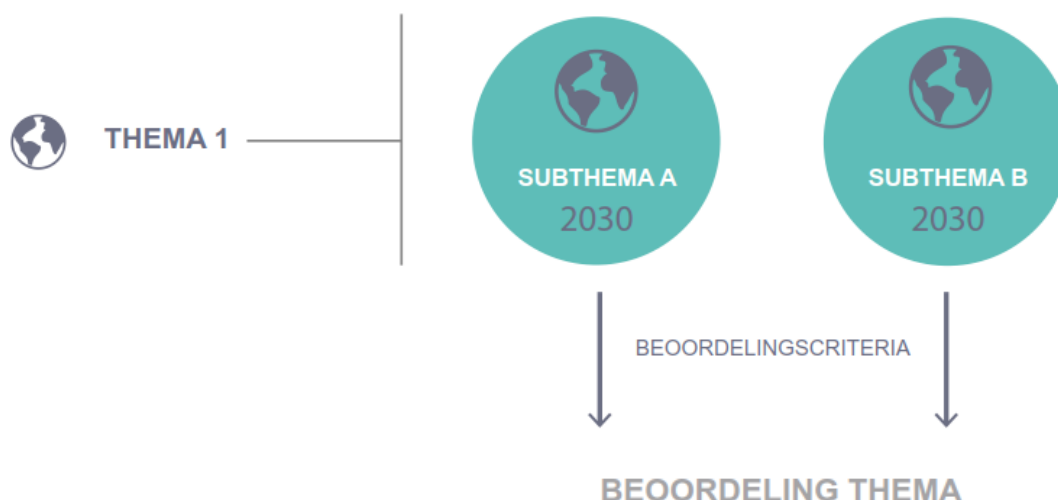 THEMA 1
SUBTHEMA A
2030
SUBTHEMA B
2030
BEOORDELINGSCRITERIA
BEOORDELING THEMA